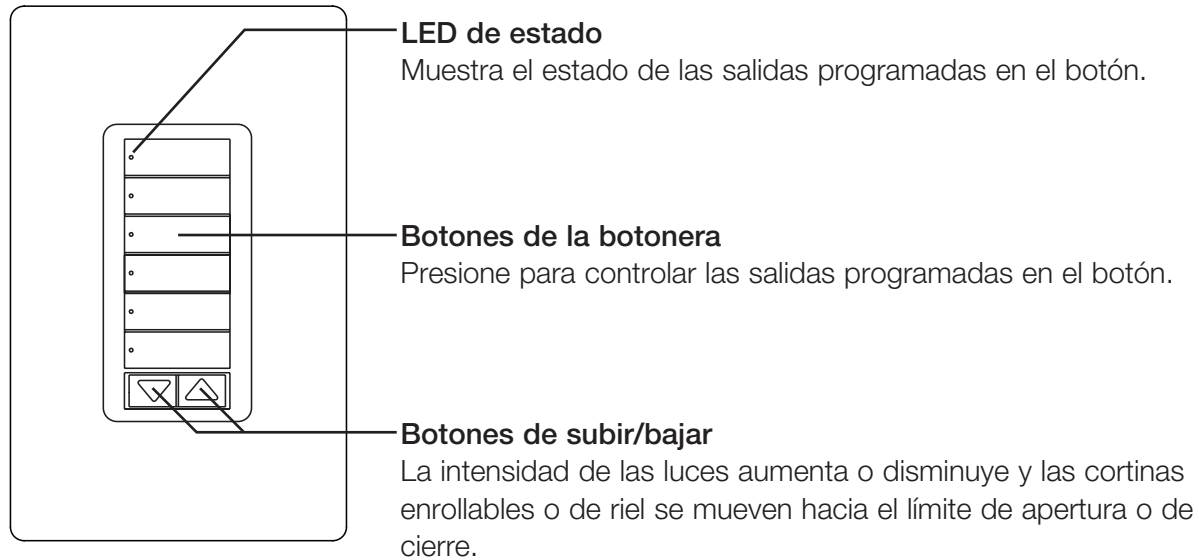 LED de estado
Muestra el estado de las salidas programadas en el botón.
Botones de la botonera
Presione para controlar las salidas programadas en el botón.
Botones de subir/bajar
La intensidad de las luces aumenta o disminuye y las cortinas
enrollables o de riel se mueven hacia el límite de apertura o de
cierre.